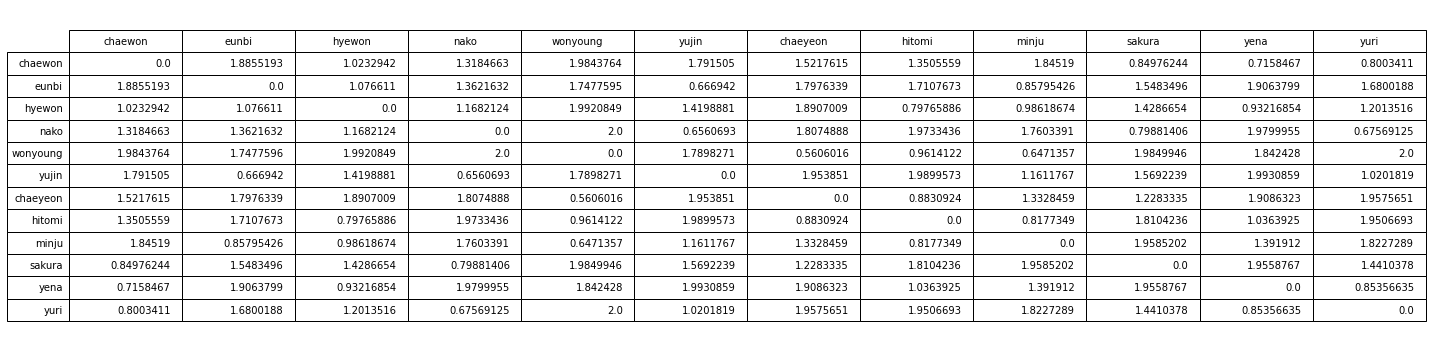 chaewon eunbi hyewon nako wonyoung yujin chaeyeon hitomi minju sakura yena yuri
chaewon 0.0 1.8855193 1.0232942 1.3184663 1.9843764 1.791505 1.5217615 1.3505559 1.84519 0.84976244 0.7158467 0.8003411
eunbi 1.8855193 0.0 1.076611 1.3621632 1.7477595 0.666942 1.7976339 1.7107673 0.85795426 1.5483496 1.9063799 1.6800188
hyewon 1.0232942 1.076611 0.0 1.1682124 1.9920849 1.4198881 1.8907009 0.79765886 0.98618674 1.4286654 0.93216854 1.2013516
nako 1.3184663 1.3621632 1.1682124 0.0 2.0 0.6560693 1.8074888 1.9733436 1.7603391 0.79881406 1.9799955 0.67569125
wonyoung 1.9843764 1.7477596 1.9920849 2.0 0.0 1.7898271 0.5606016 0.9614122 0.6471357 1.9849946 1.842428 2.0
yujin 1.791505 0.666942 1.4198881 0.6560693 1.7898271 0.0 1.953851 1.9899573 1.1611767 1.5692239 1.9930859 1.0201819
chaeyeon 1.5217615 1.7976339 1.8907009 1.8074888 0.5606016 1.953851 0.0 0.8830924 1.3328459 1.2283335 1.9086323 1.9575651
hitomi 1.3505559 1.7107673 0.79765886 1.9733436 0.9614122 1.9899573 0.8830924 0.0 0.8177349 1.8104236 1.0363925 1.9506693
minju 1.84519 0.85795426 0.98618674 1.7603391 0.6471357 1.1611767 1.3328459 0.8177349 0.0 1.9585202 1.391912 1.8227289
sakura 0.84976244 1.5483496 1.4286654 0.79881406 1.9849946 1.5692239 1.2283335 1.8104236 1.9585202 0.0 1.9558767 1.4410378
yena 0.7158467 1.9063799 0.93216854 1.9799955 1.842428 1.9930859 1.9086323 1.0363925 1.391912 1.9558767 0.0 0.85356635
yuri 0.8003411 1.6800188 1.2013516 0.67569125 2.0 1.0201819 1.9575651 1.9506693 1.8227289 1.4410378 0.85356635 0.0